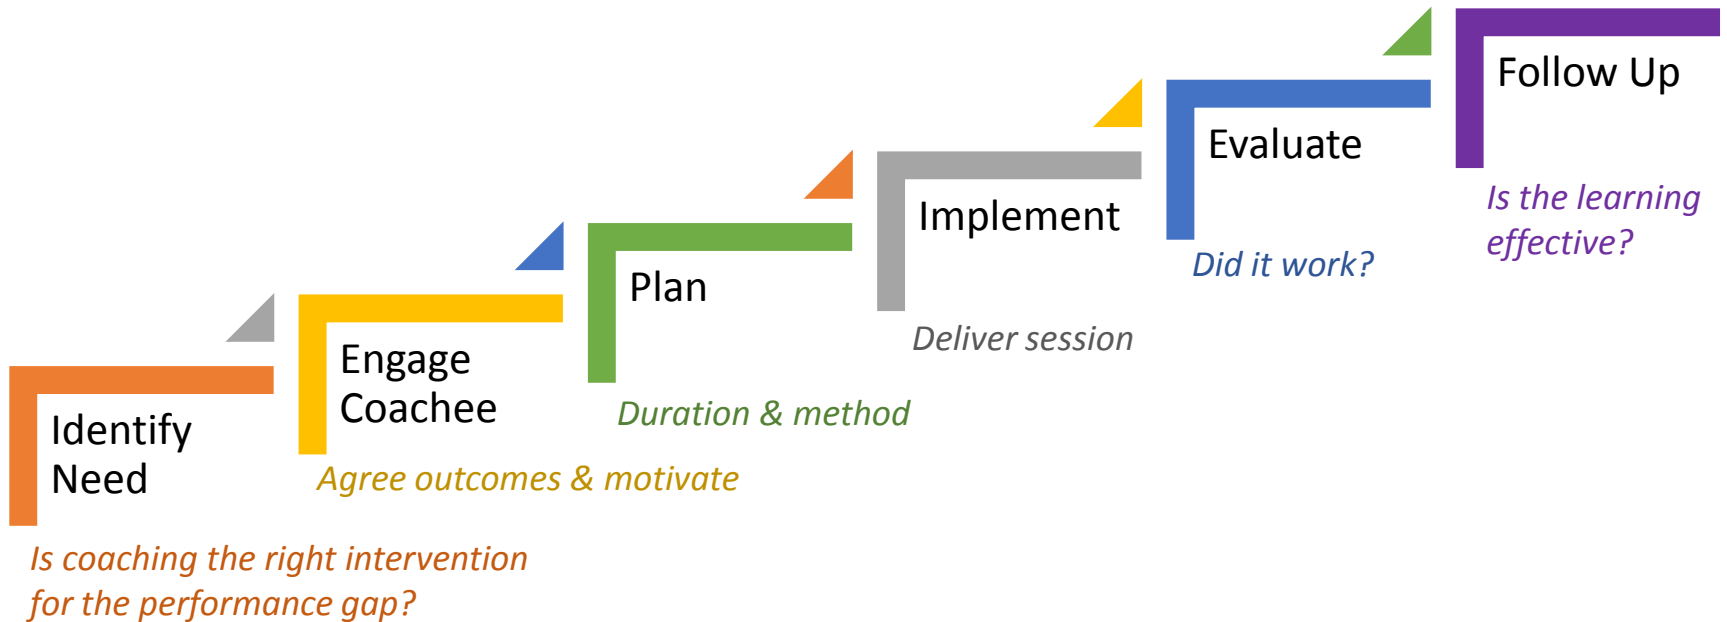 Identify
Need
Is coaching the right intervention
for the performance gap?
Engage
Coachee
Agree outcomes & motivate
Plan
Duration & method
Implement
Deliver session
Evaluate
Did it work?
Follow Up
Is the learning
effective?